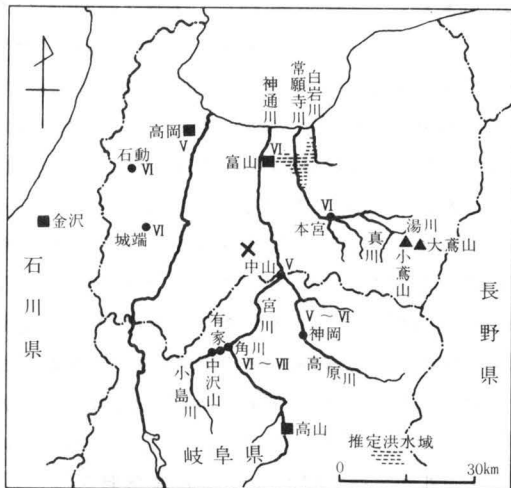 白岩川
常願寺川
神通川
高岡
V
石動
VI
VI
富山
金沢
城端
VI
VI
本宮
真川
湯川
小鳶山
大鳶山
中山
V
石川県
長野県
有家
宮川
角川
VI～VII
中沢山
小島川
V～VI
神岡
高原川
高山
岐阜県
推定洪水域
0
30km